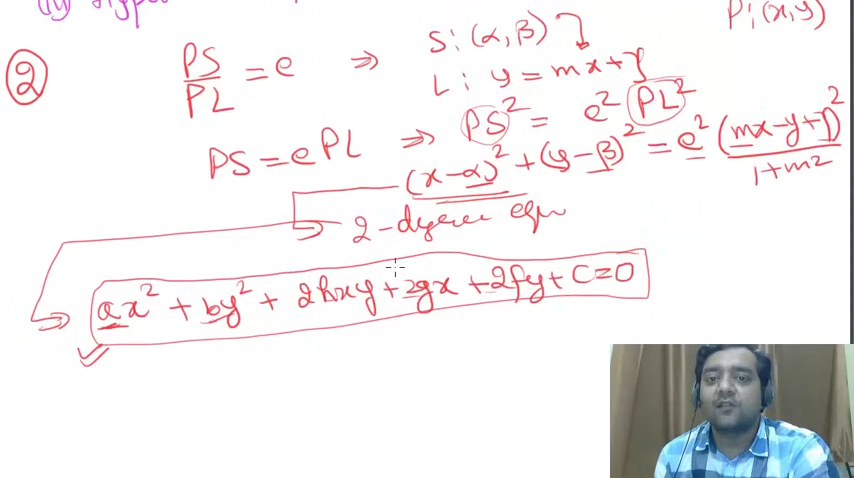 P: (x,y)
②
PS/PL = e ⇒ S: (α, β)
L: y = mx + γ
PS = e PL ⇒ PS² = e² PL²
(x-α)² + (y-β)² = e² (mx-y+γ)²/1+m²
2-degree equ
ax² + by² + 2hxy + 2gx + 2fy + C = 0